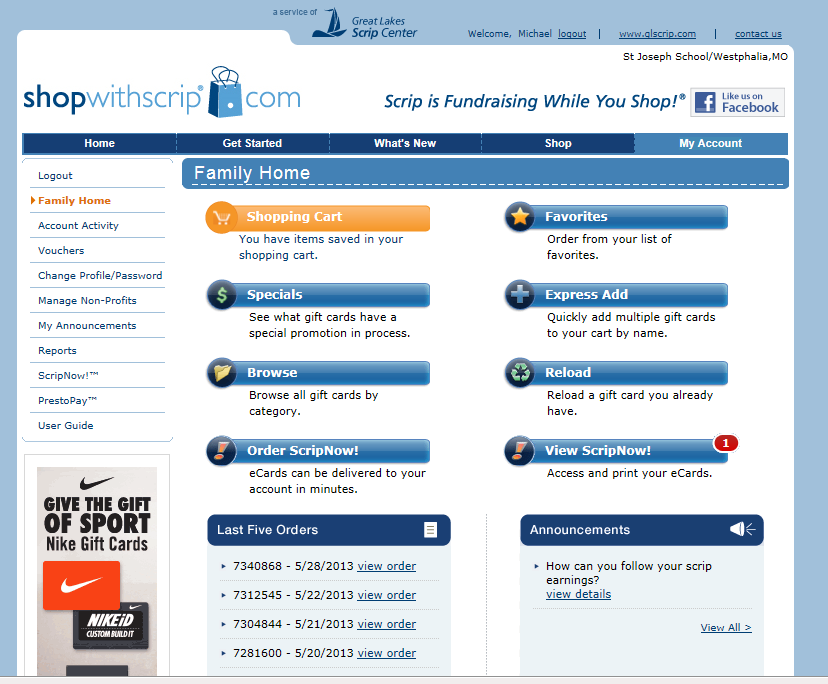 a service of
Great Lakes
Scrip Center
Welcome, Michael logout | www.glscrip.com | contact us
St Joseph School/Westphalia,MO
shopwithscrip®.com
Scrip is Fundraising While You Shop!®
f Like us on
Facebook
Home Get Started What's New Shop My Account
Logout
Family Home
Account Activity
Vouchers
Change Profile/Password
Manage Non-Profits
My Announcements
Reports
ScripNow!™
PrestoPay™
User Guide
GIVE THE GIFT
OF SPORT
Nike Gift Cards
NIKEiD
CUSTOM BUILD IT
Family Home
Shopping Cart
You have items saved in your
shopping cart.
Favorites
Order from your list of
favorites.
$ Specials
See what gift cards have a
special promotion in process.
Express Add
Quickly add multiple gift cards
to your cart by name.
Browse
Browse all gift cards by
category.
Reload
Reload a gift card you already
have.
Order ScripNow!
eCards can be delivered to your
account in minutes.
View ScripNow! 1
Access and print your eCards.
Last Five Orders
7340868 - 5/28/2013 view order
7312545 - 5/22/2013 view order
7304844 - 5/21/2013 view order
7281600 - 5/20/2013 view order
Announcements
How can you follow your scrip
earnings?
view details
View All >